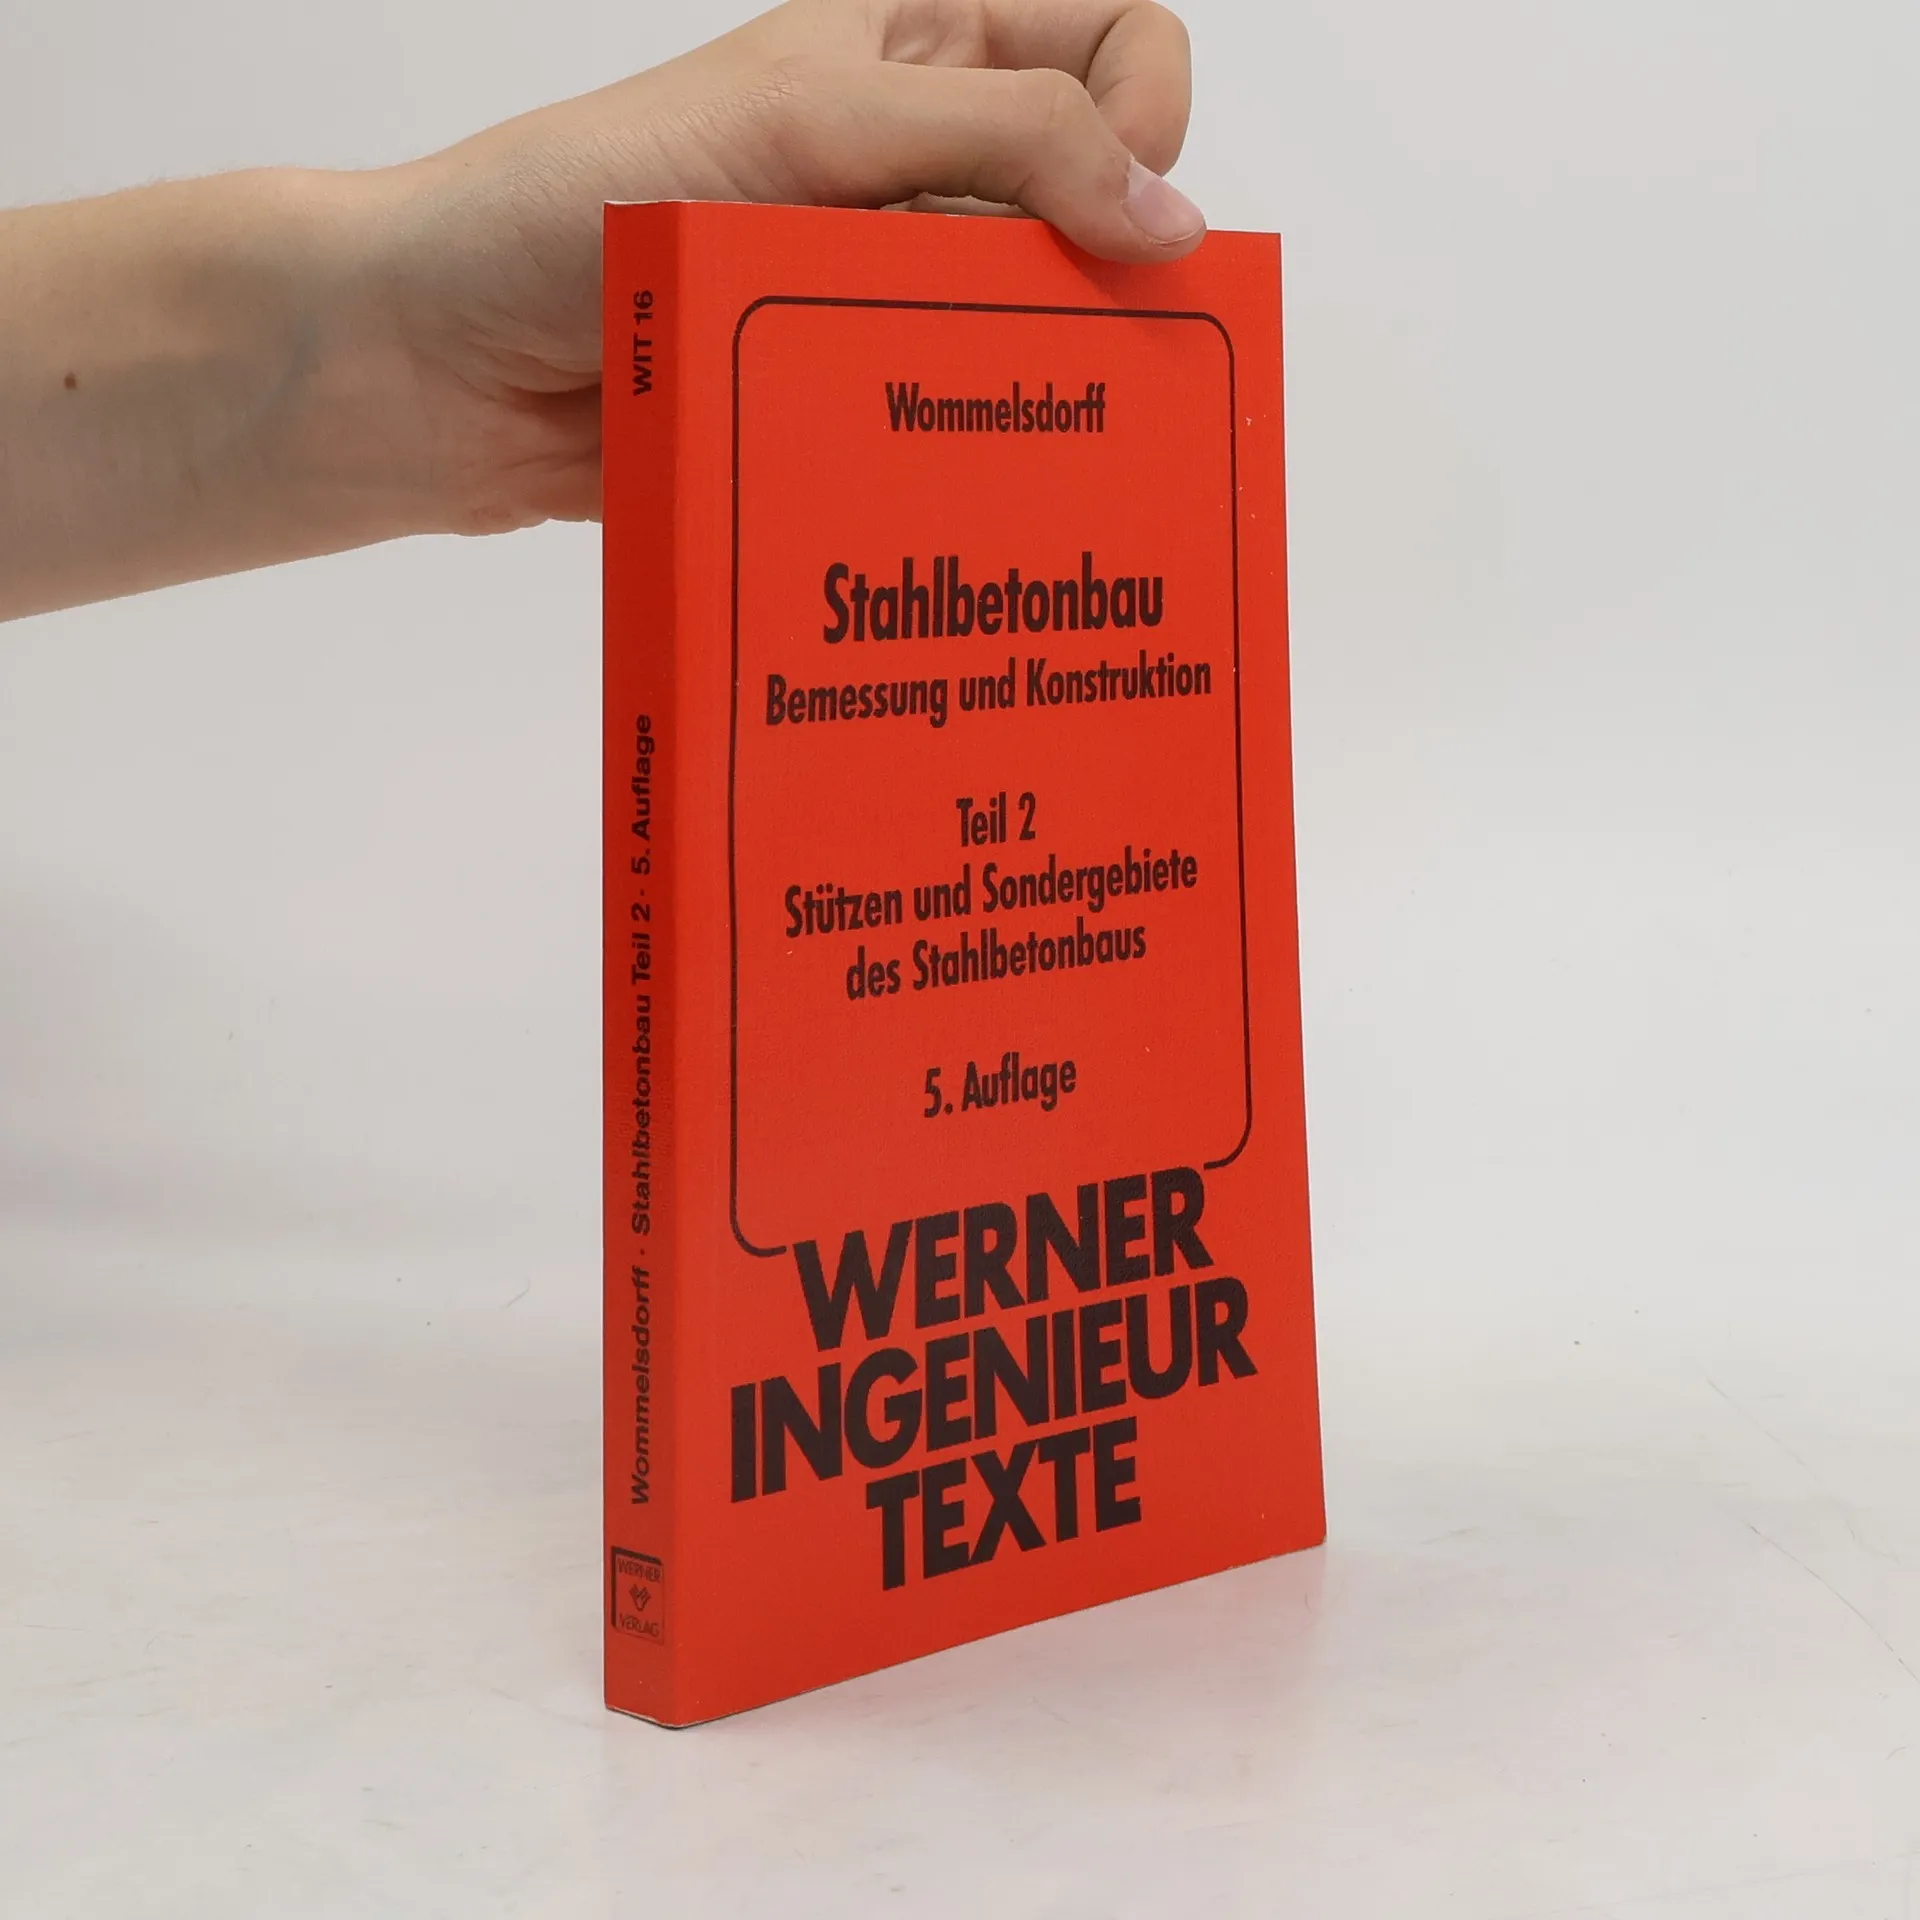 WIT 16
Wommelsdorff · Stahlbetonbau Teil 2 · 5. Auflage
WERNER
VERLAG
Wommelsdorff
Stahlbetonbau
Bemessung und Konstruktion
Teil 2
Stützen und Sondergebiete
des Stahlbetonbaus
5. Auflage
WERNER
INGENIEUR
TEXTE